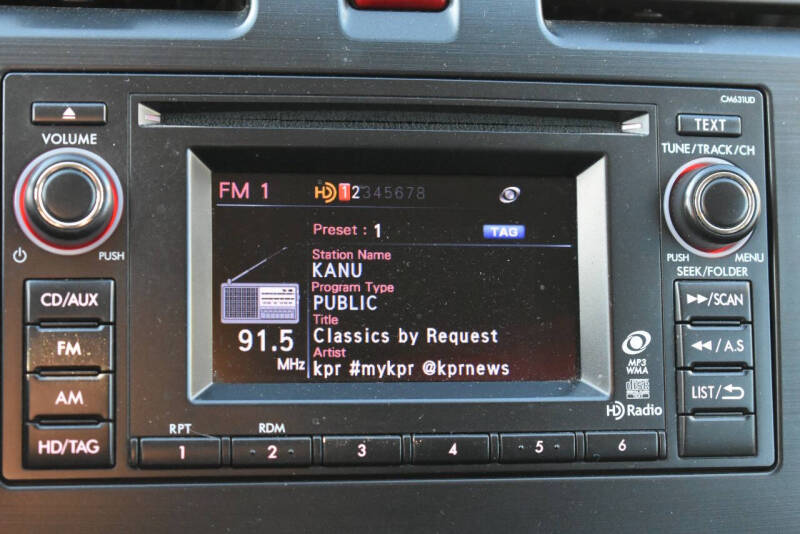 CM631UD
VOLUME
TEXT
TUNE/TRACK/CH
FM 1
HD 12345678
Preset : 1
TAG
PUSH
PUSH
MENU
SEEK/FOLDER
Station Name
KANU
Program Type
PUBLIC
Title
Classics by Request
Artist
kpr #mykpr @kprnews
91.5
MHz
CD/AUX
FM
AM
HD/TAG
/SCAN
/ A.S
LIST/
MP3
WMA
HD Radio
RPT
RDM
1
2
3
4
5
6